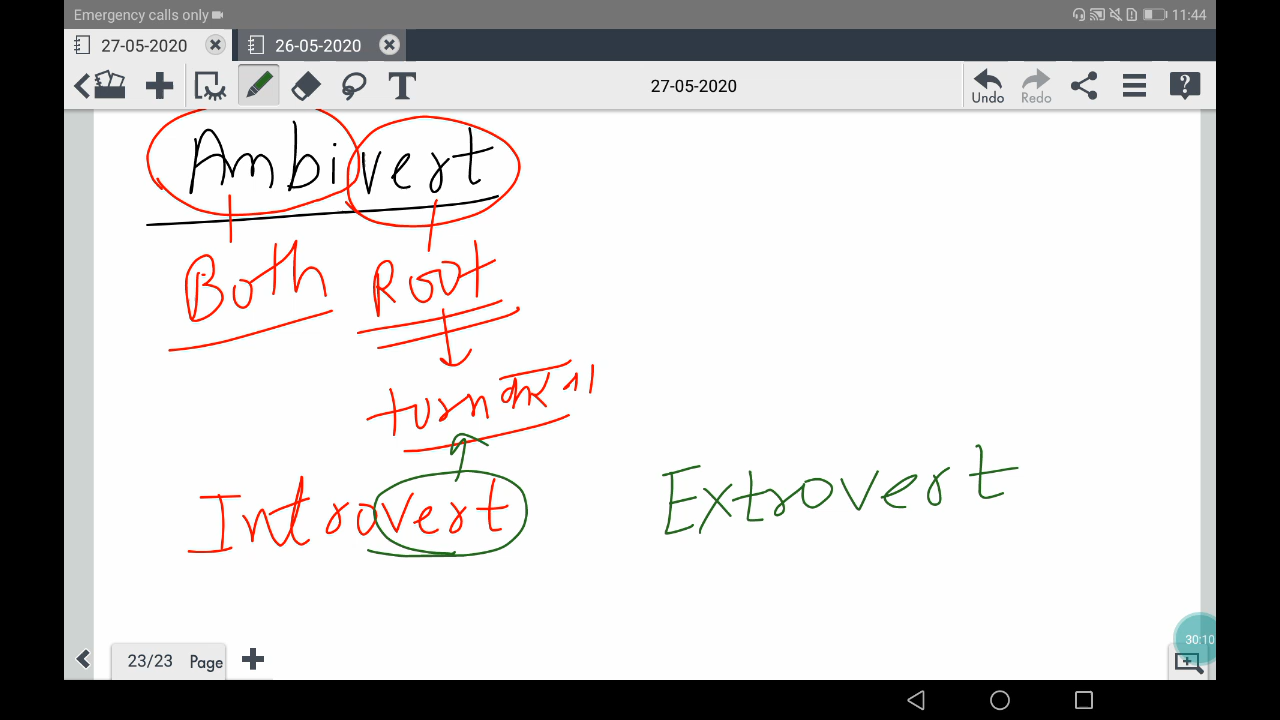 Emergency calls only
11:44
27-05-2020 26-05-2020
27-05-2020
Undo Redo
Ambivert
Both Root
turn
Introvert Extrovert
30:10
23/23 Page